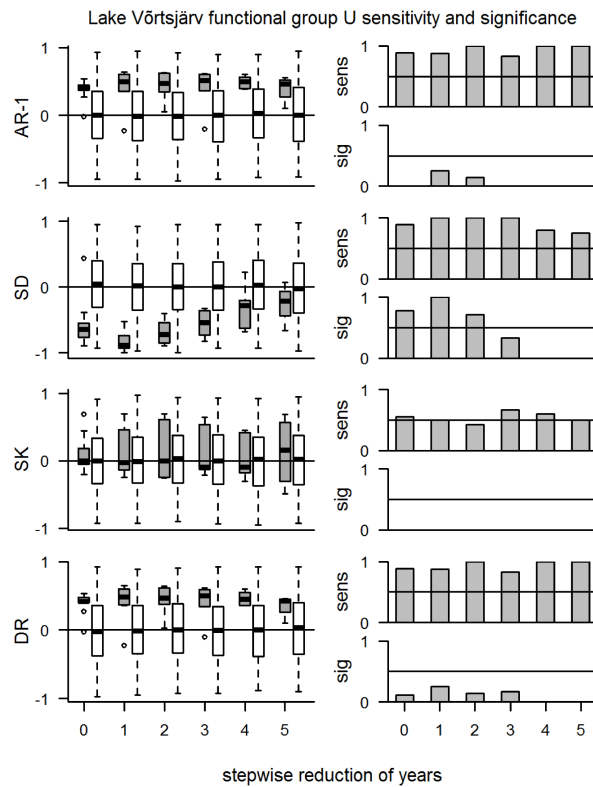 Lake Võrtsjärv functional group U sensitivity and significance
AR-1
1
0
-1
sens
1
0
sig
1
0
SD
1
0
-1
sens
1
0
sig
1
0
SK
1
0
-1
sens
1
0
sig
1
0
DR
1
0
-1
sens
1
0
sig
1
0
0 1 2 3 4 5
0 1 2 3 4 5
stepwise reduction of years